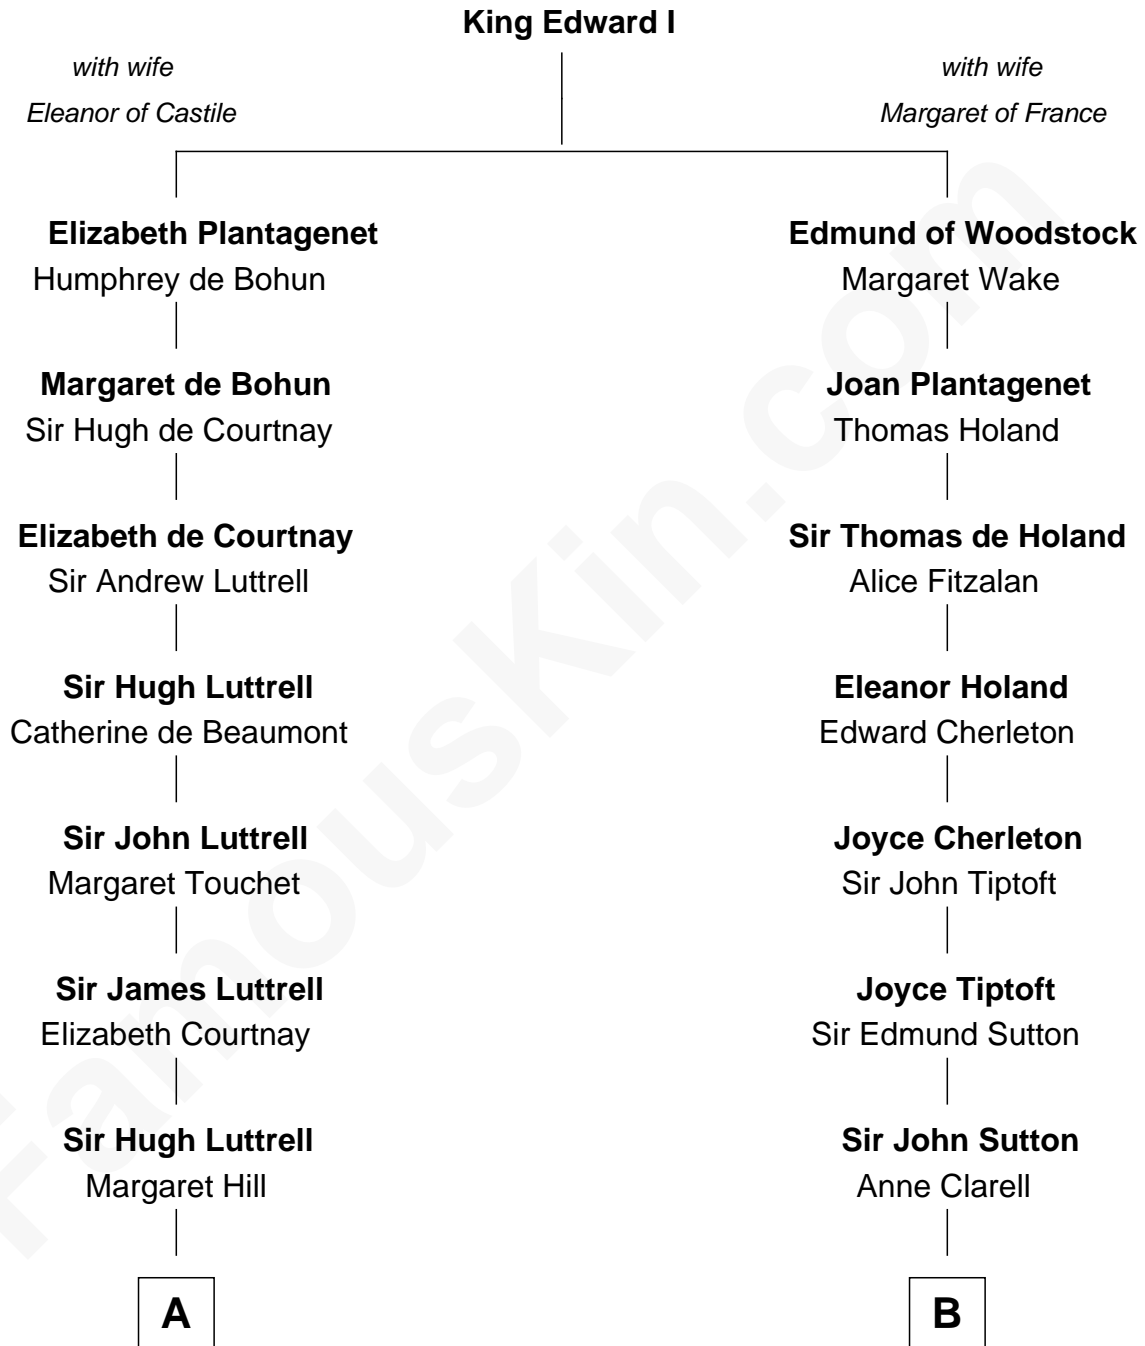 King Edward I
with wife
Eleanor of Castile
with wife
Margaret of France
Elizabeth Plantagenet
Humphrey de Bohun
Edmund of Woodstock
Margaret Wake
Margaret de Bohun
Sir Hugh de Courtnay
Joan Plantagenet
Thomas Holand
Elizabeth de Courtnay
Sir Andrew Luttrell
Sir Thomas de Holand
Alice Fitzalan
Sir Hugh Luttrell
Catherine de Beaumont
Eleanor Holand
Edward Cherleton
Sir John Luttrell
Margaret Touchet
Joyce Cherleton
Sir John Tiptoft
Sir James Luttrell
Elizabeth Courtnay
Joyce Tiptoft
Sir Edmund Sutton
Sir Hugh Luttrell
Margaret Hill
Sir John Sutton
Anne Clarell
A
B
FamousKin.com